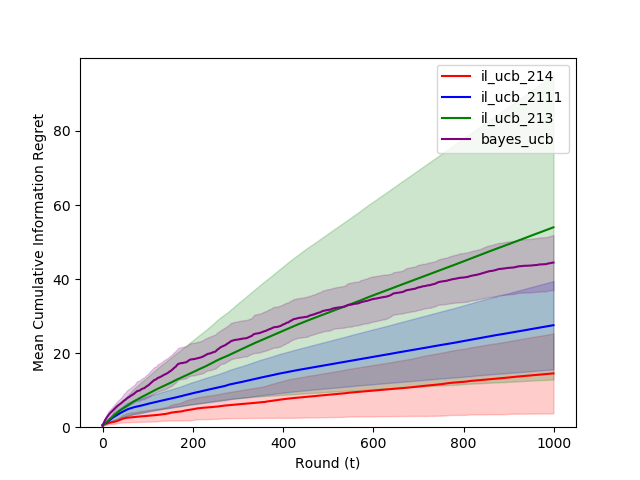 il_ucb_214
il_ucb_2111
il_ucb_213
bayes_ucb
Mean Cumulative Information Regret
80
60
40
20
0
0 200 400 600 800 1000
Round (t)